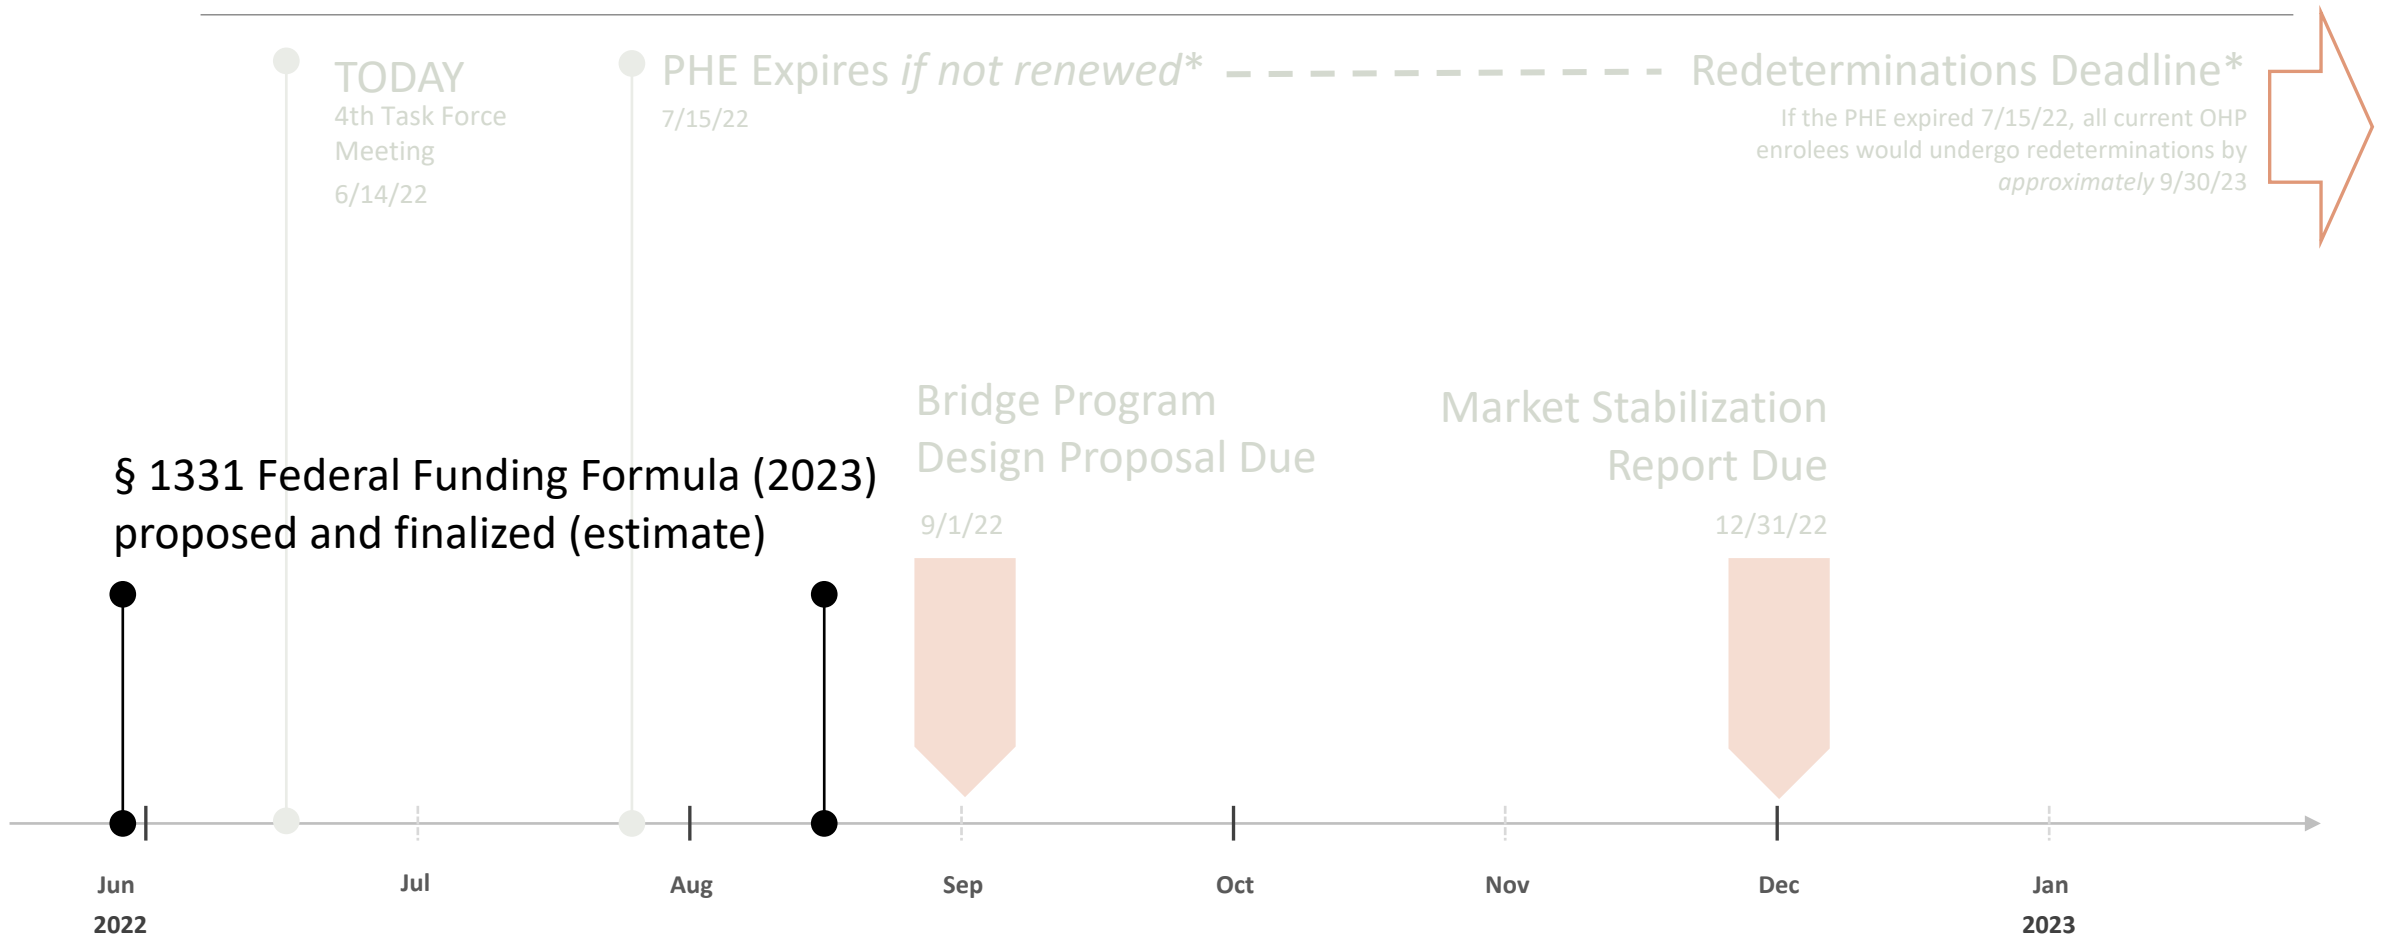 TODAY
4th Task Force
Meeting
6/14/22
PHE Expires if not renewed*
7/15/22
Redeterminations Deadline*
If the PHE expired 7/15/22, all current OHP
enrolees would undergo redeterminations by
approximately 9/30/23
§ 1331 Federal Funding Formula (2023)
proposed and finalized (estimate)
Bridge Program
Design Proposal Due
9/1/22
Market Stabilization
Report Due
12/31/22
Jun Jul Aug Sep Oct Nov Dec Jan
2022 2023